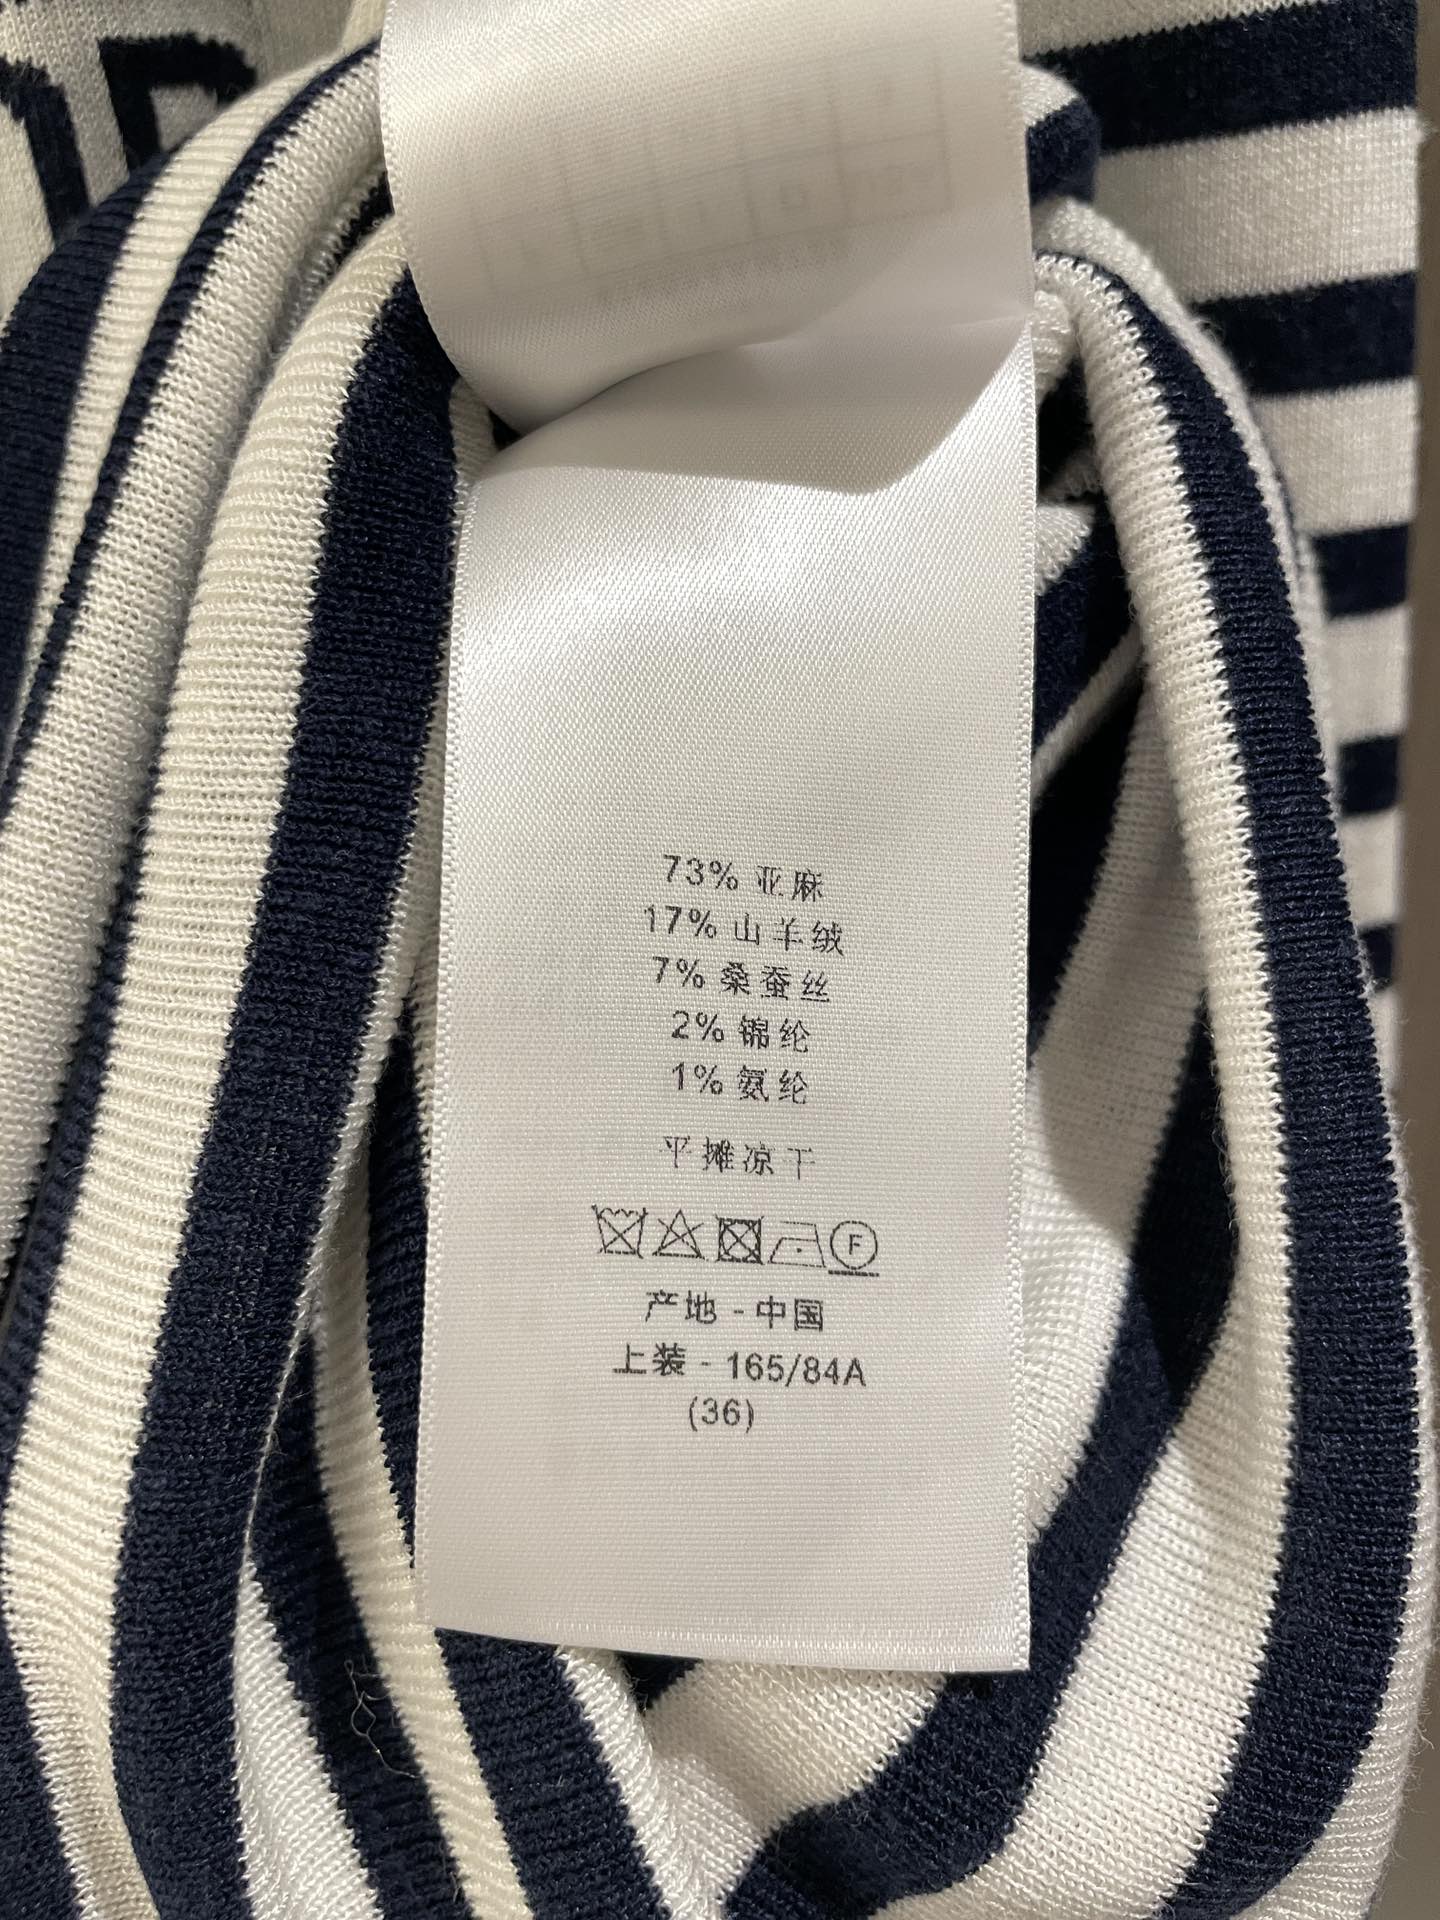 73% 亚麻
17% 山羊绒
7% 桑蚕丝
2% 锦纶
1% 氨纶
平摊凉干
F
产地 - 中国
上装 - 165/84A
(36)